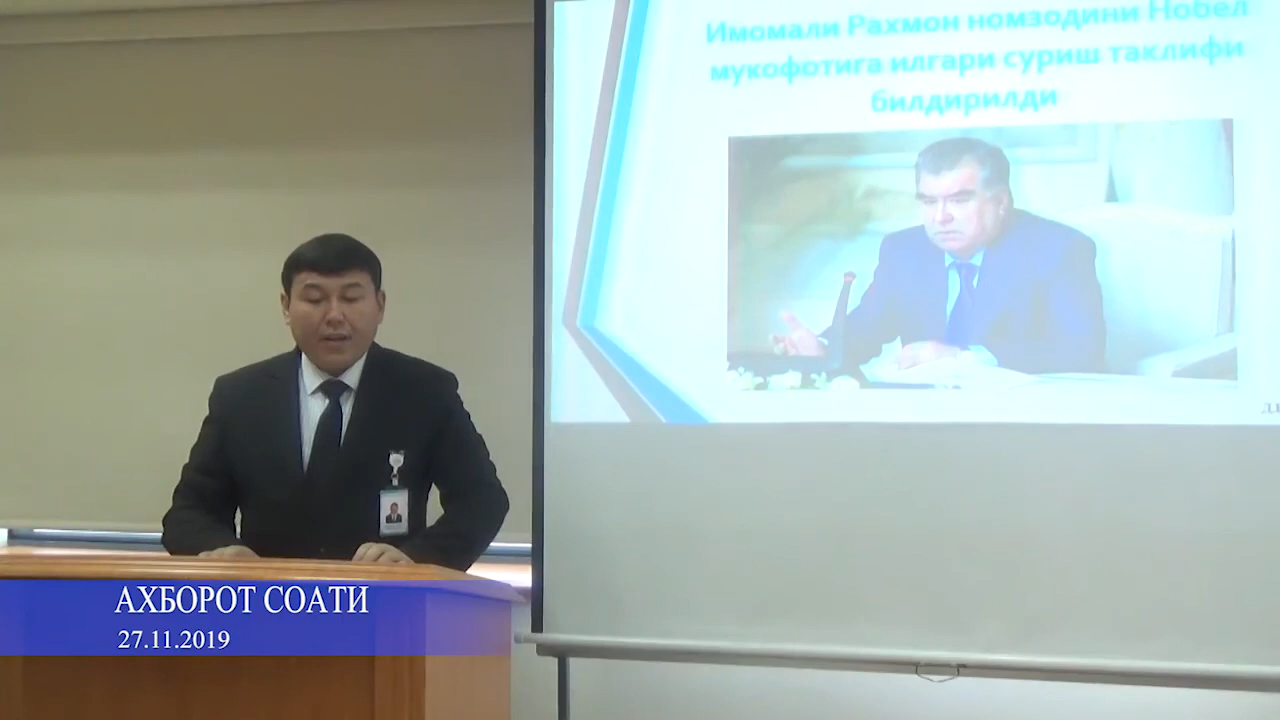 Имомали Рахмон номзодини Нобел
мукофотига илгари суриш таклифи
билдирилди
АХБОРОТ СОАТИ
27.11.2019